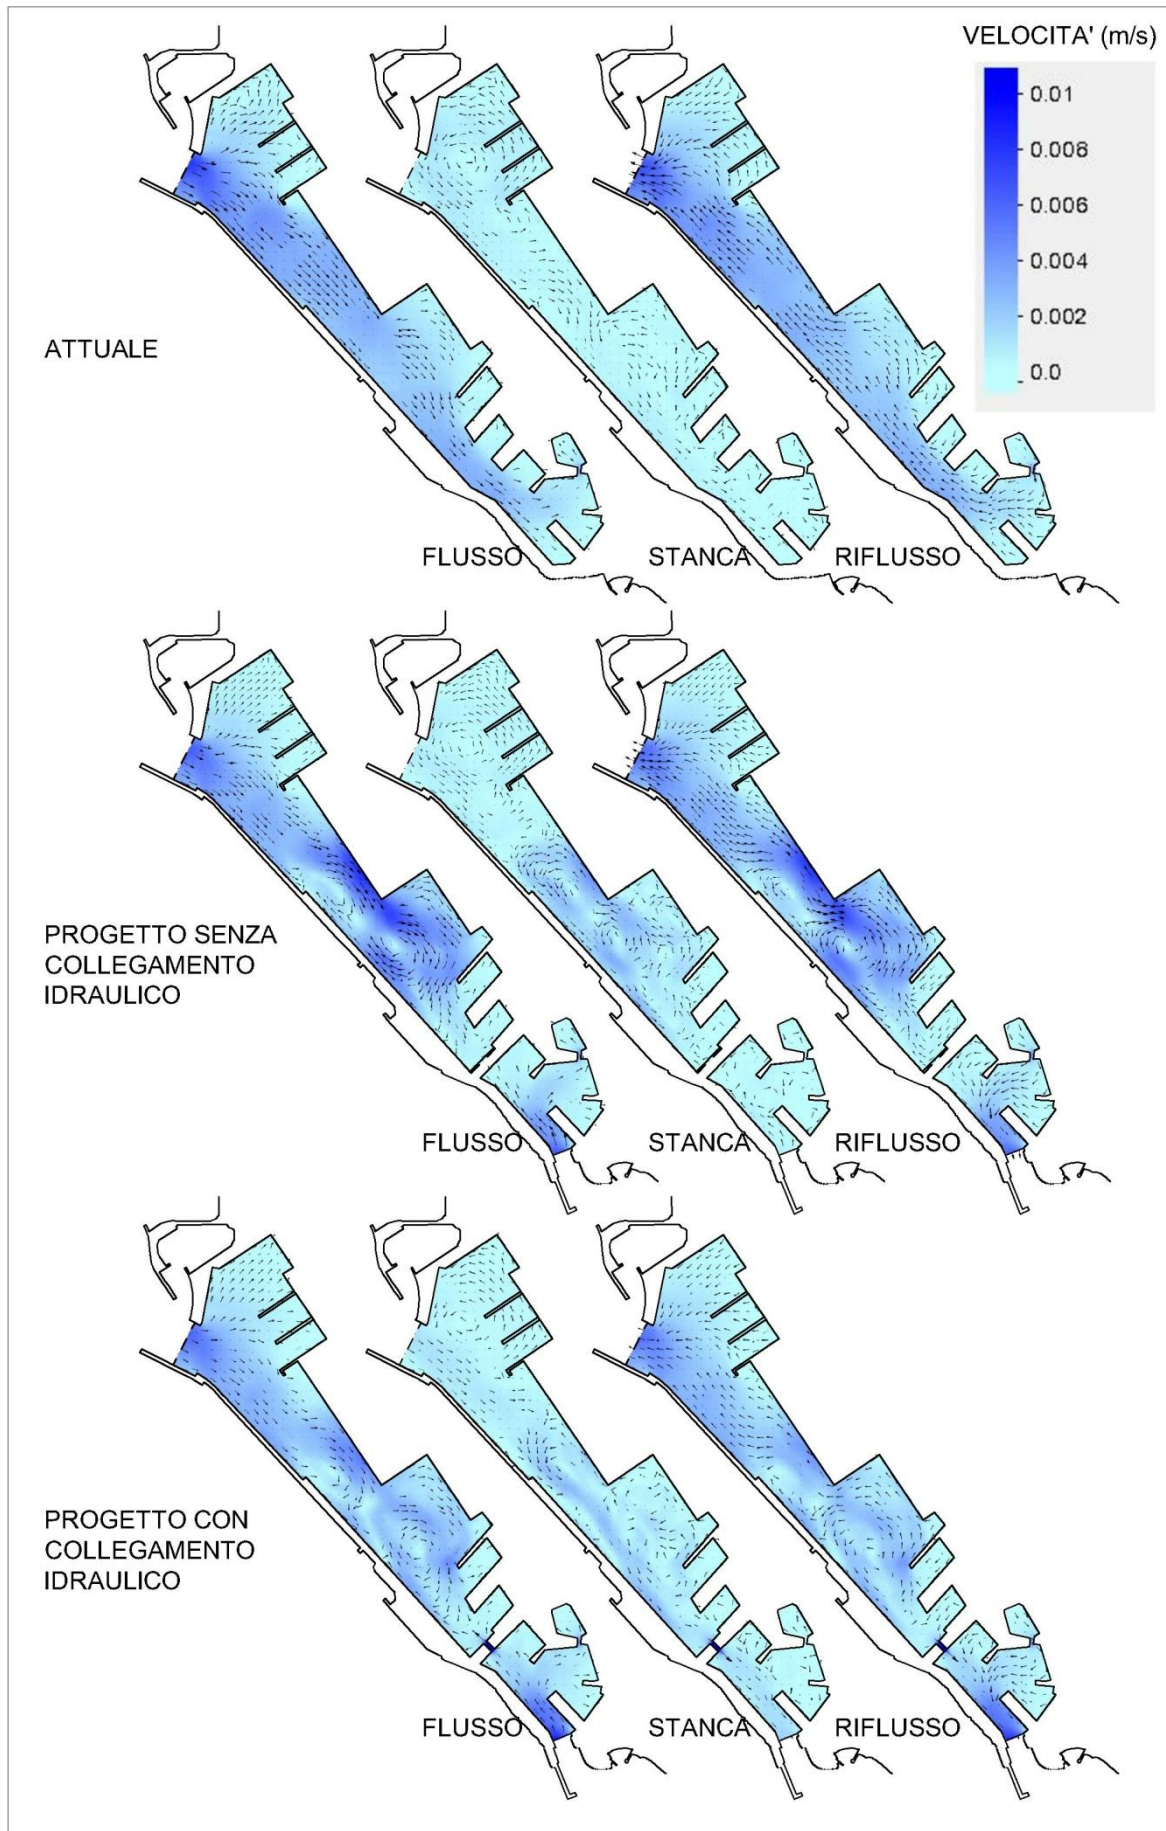 VELOCITA' (m/s)
0.01
0.008
0.006
0.004
0.002
0.0
ATTUALE
FLUSSO
STANCA
RIFLUSSO
PROGETTO SENZA
COLLEGAMENTO
IDRAULICO
FLUSSO
STANCA
RIFLUSSO
PROGETTO CON
COLLEGAMENTO
IDRAULICO
FLUSSO
STANCA
RIFLUSSO